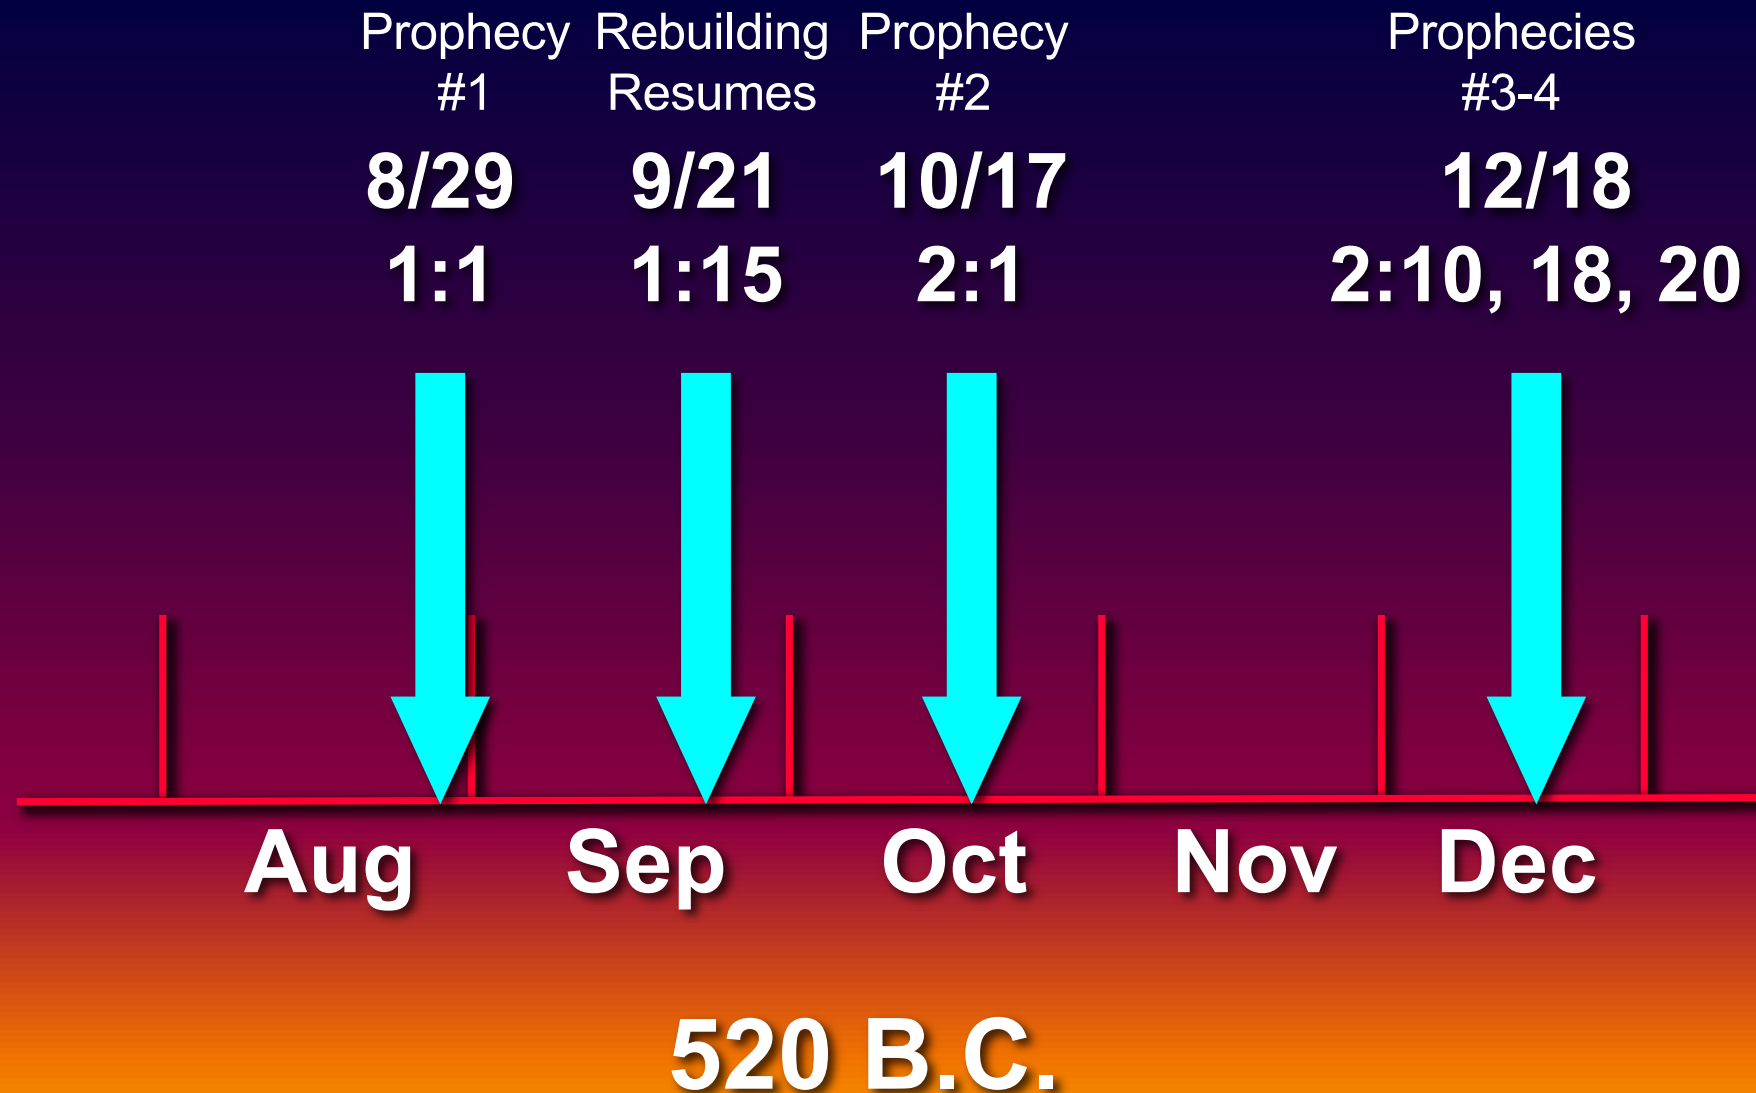 Prophecy Rebuilding Prophecy Prophecies
#1 Resumes #2 #3-4
8/29 9/21 10/17 12/18
1:1 1:15 2:1 2:10, 18, 20
Aug Sep Oct Nov Dec
520 B.C.